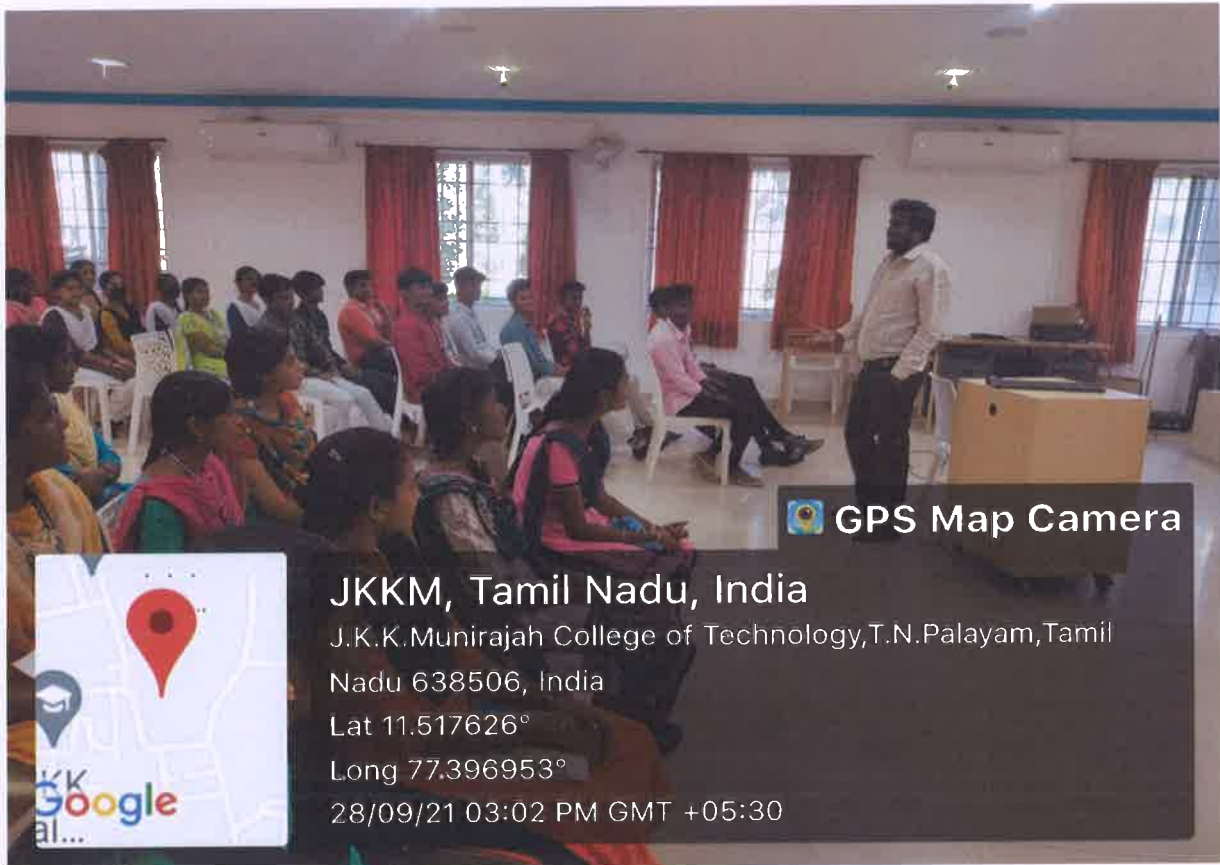 GPS Map Camera
JKKM, Tamil Nadu, India
J.K.K.Munirajah College of Technology,T.N.Palayam,Tamil
Nadu 638506, India
Lat 11.517626°
Long 77.396953°
28/09/21 03:02 PM GMT +05:30
Google